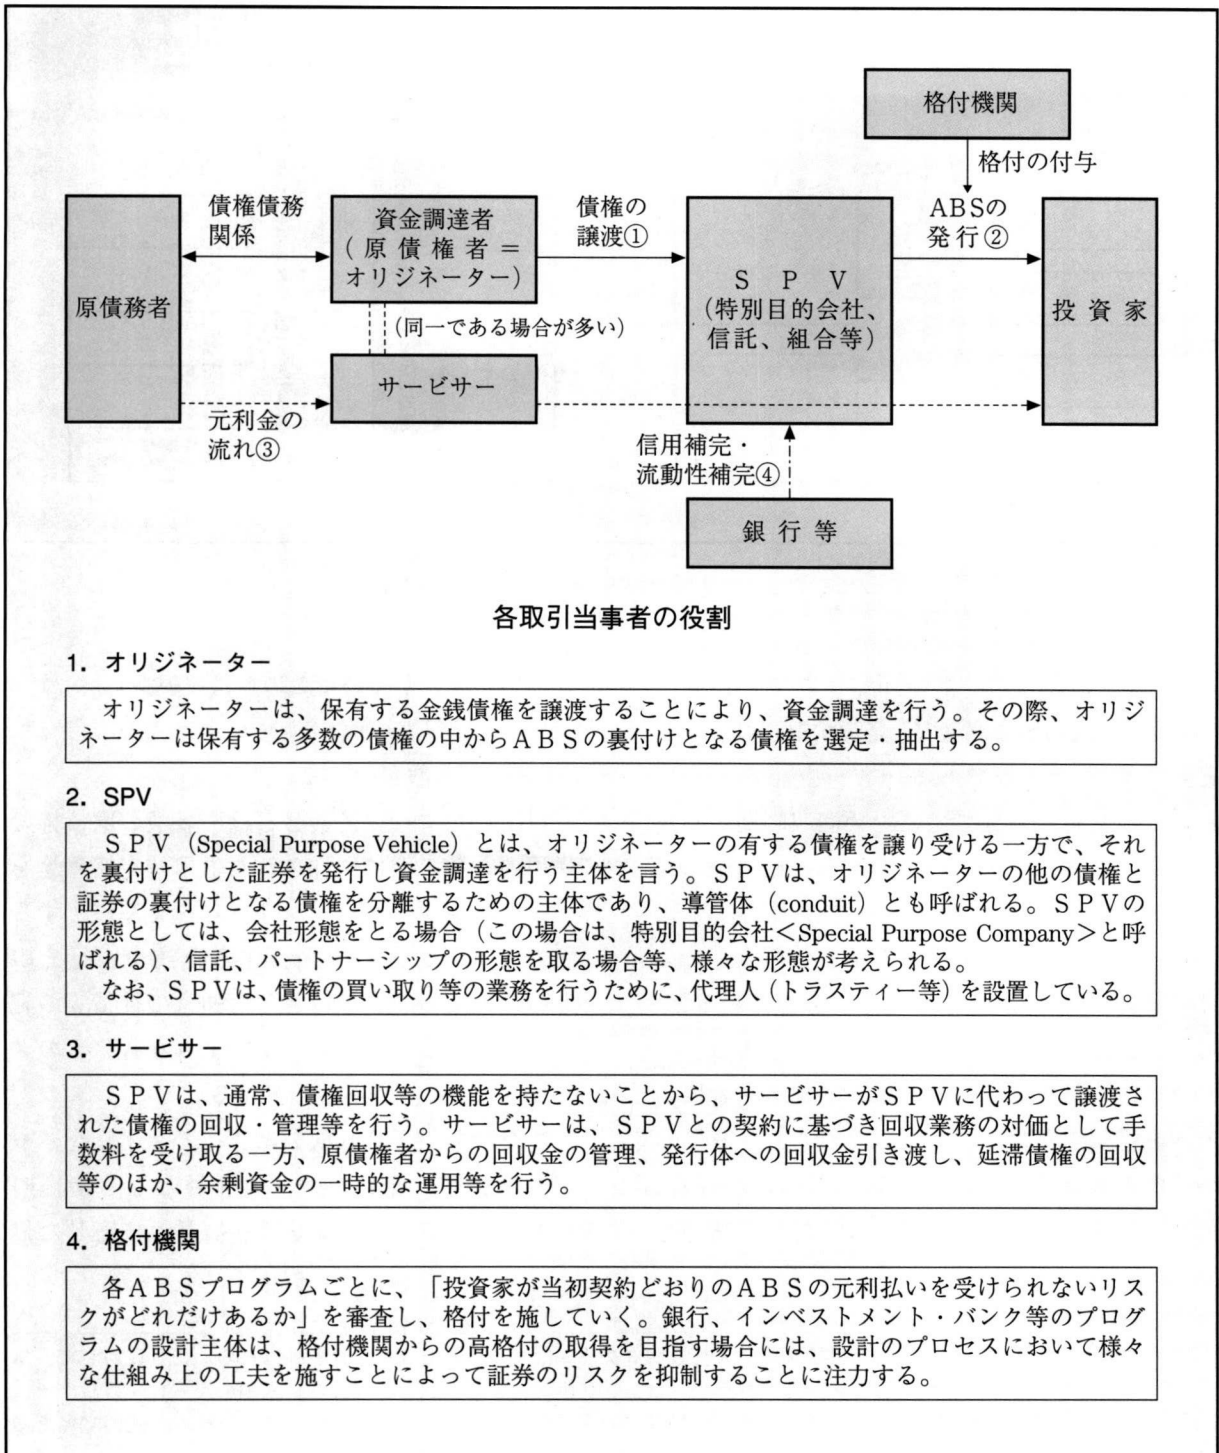 格付機関
格付の付与
債権債務
関係
債権の
譲渡①
ABSの
発行②
原債務者
資金調達者
(原債権者=
オリジネーター)
SPV
(特別目的会社、
信託、組合等)
投資家
(同一である場合が多い)
サービサー
元利金の
流れ③
信用補完・
流動性補完④
銀行等
各取引当事者の役割
1. オリジネーター
オリジネーターは、保有する金銭債権を譲渡することにより、資金調達を行う。その際、オリジ
ネーターは保有する多数の債権の中からABSの裏付けとなる債権を選定・抽出する。
2. SPV
SPV(Special Purpose Vehicle)とは、オリジネーターの有する債権を譲り受ける一方で、それ
を裏付けとした証券を発行し資金調達を行う主体を言う。SPVは、オリジネーターの他の債権と
証券の裏付けとなる債権を分離するための主体であり、導管体(conduit)とも呼ばれる。SPVの
形態としては、会社形態をとる場合(この場合は、特別目的会社<Special Purpose Company>と呼
ばれる)、信託、パートナーシップの形態を取る場合等、様々な形態が考えられる。
なお、SPVは、債権の買い取り等の業務を行うために、代理人(トラスティー等)を設置している。
3. サービサー
SPVは、通常、債権回収等の機能を持たないことから、サービサーがSPVに代わって譲渡さ
れた債権の回収・管理等を行う。サービサーは、SPVとの契約に基づき回収業務の対価として手
数料を受け取る一方、原債権者からの回収金の管理、発行体への回収金引き渡し、延滞債権の回収
等のほか、余剰資金の一時的な運用等を行う。
4. 格付機関
各ABSプログラムごとに、「投資家が当初契約どおりのABSの元利払いを受けられないリス
クがどれだけあるか」を審査し、格付を施していく。銀行、インベストメント・バンク等のプログ
ラムの設計主体は、格付機関からの高格付の取得を目指す場合には、設計のプロセスにおいて様々
な仕組み上の工夫を施すことによって証券のリスクを抑制することに注力する。